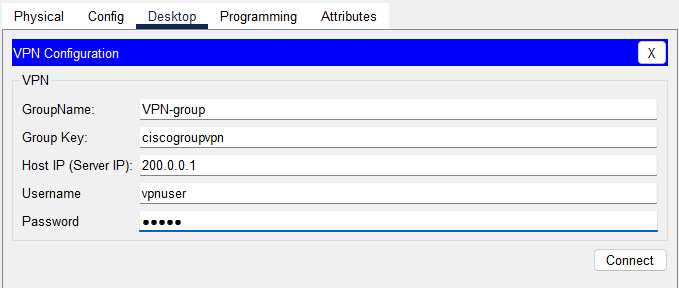 Physical Config Desktop Programming Attributes
VPN Configuration X
VPN
GroupName: VPN-group
Group Key: ciscogroupvpn
Host IP (Server IP): 200.0.0.1
Username vpnuser
Password ●●●●●
Connect